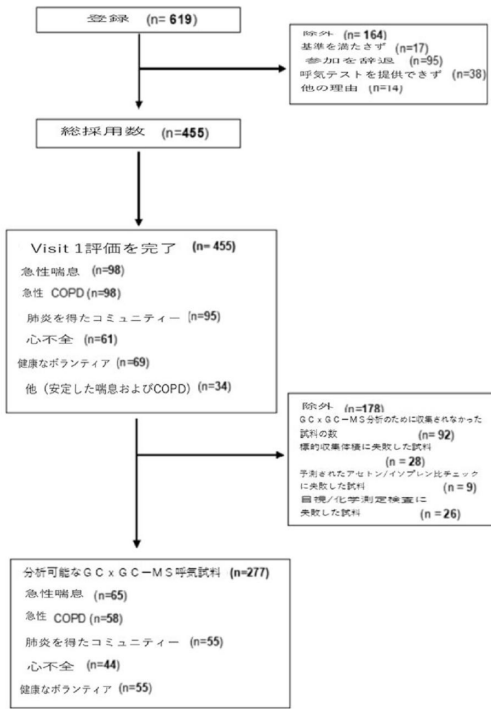 登録 (n= 619)
除外 (n= 164)
基準を満たさず (n=17)
参加を辞退 (n=95)
呼気テストを提供できず (n=38)
他の理由 (n=14)
総採用数 (n=455)
Visit 1評価を完了 (n= 455)
急性喘息 (n=98)
急性 COPD (n=98)
肺炎を得たコミュニティー (n=95)
心不全 (n=61)
健康なボランティア (n=69)
他（安定した喘息およびCOPD）(n=34)
除外 (n=178)
GC x GC-MS分析のために収集されなかった
試料の数 (n= 92)
標的収集体積に失敗した試料
(n = 28)
予測されたアセトン/イソプレン比チェック
に失敗した試料 (n = 9)
目視/化学測定検査に
失敗した試料 (n = 26)
分析可能なGC x GC-MS呼気試料 (n=277)
急性喘息 (n=65)
急性 COPD (n=58)
肺炎を得たコミュニティー (n=55)
心不全 (n=44)
健康なボランティア (n=55)